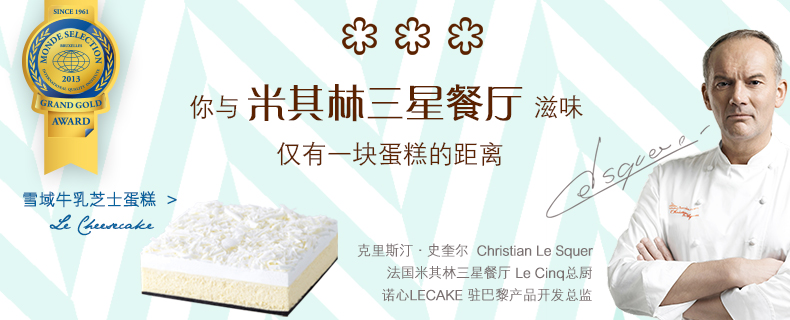 SINCE 1961
MONDE SELECTION
BRUXELLES
INTERNATIONAL QUALITY INSTITUTE
2013
GRAND GOLD
AWARD
你与 米其林三星餐厅 滋味
仅有一块蛋糕的距离
雪域牛乳芝士蛋糕 >
Le Cheesecake
克里斯汀·史奎尔 Christian Le Squer
法国米其林三星餐厅 Le Cinq总厨
诺心LECAKE 驻巴黎产品开发总监